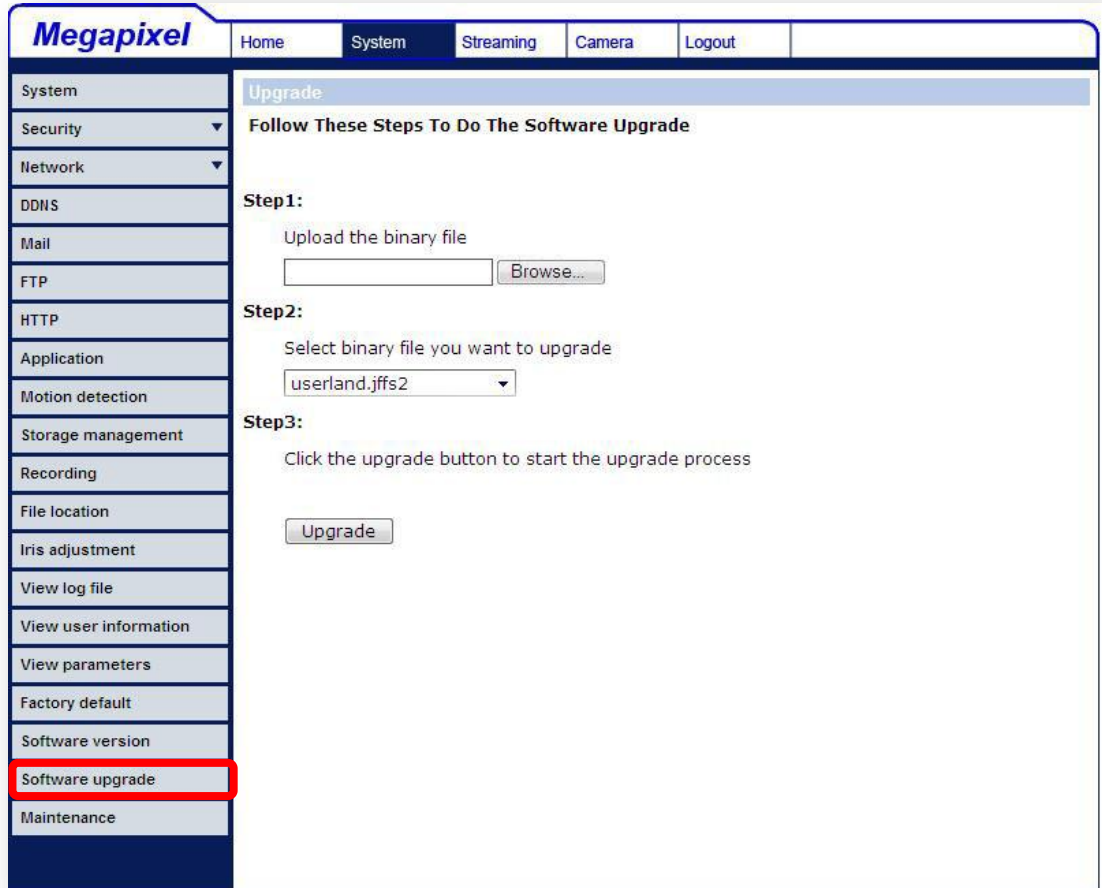 Megapixel
Home System Streaming Camera Logout
System
Security
Network
DDNS
Mail
FTP
HTTP
Application
Motion detection
Storage management
Recording
File location
Iris adjustment
View log file
View user information
View parameters
Factory default
Software version
Software upgrade
Maintenance
Upgrade
Follow These Steps To Do The Software Upgrade
Step1:
Upload the binary file
Browse...
Step2:
Select binary file you want to upgrade
userland.jffs2
Step3:
Click the upgrade button to start the upgrade process
Upgrade